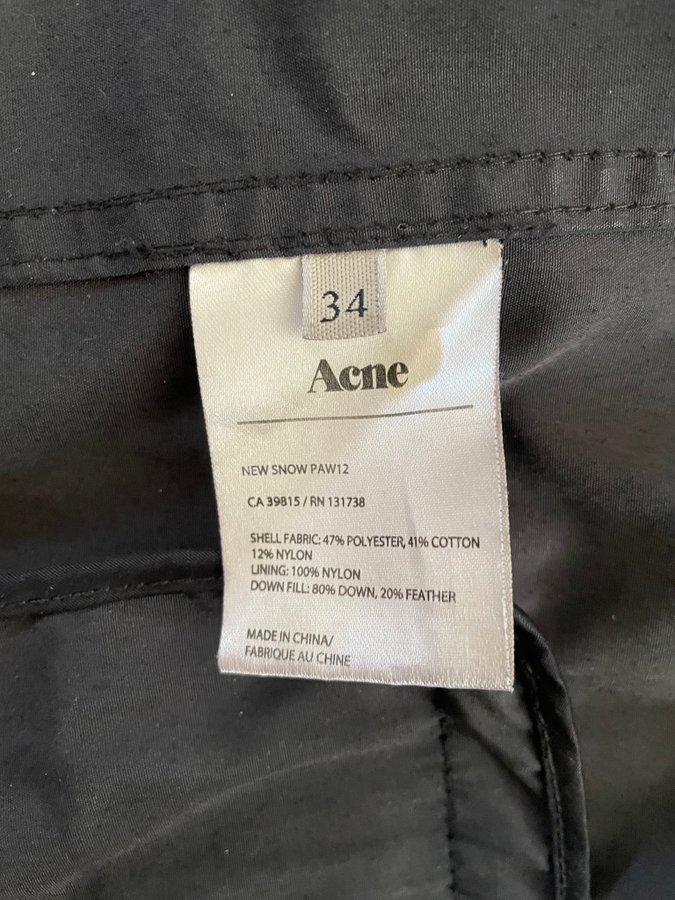 34
Acne
NEW SNOW PAW12
CA 39815 / RN 131738
SHELL FABRIC: 47% POLYESTER, 41% COTTON
12% NYLON
LINING: 100% NYLON
DOWN FILL: 80% DOWN, 20% FEATHER
MADE IN CHINA/
FABRIQUE AU CHINE